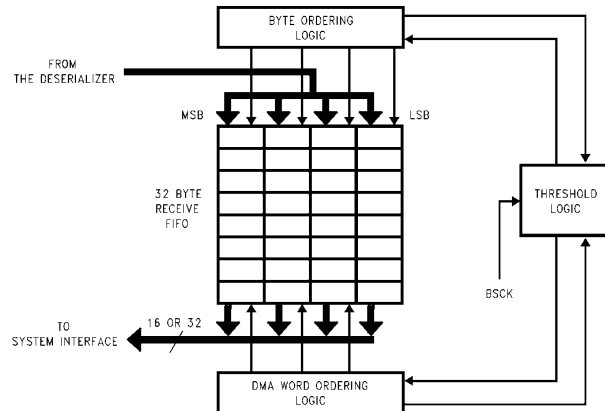 BYTE ORDERING
LOGIC
FROM
THE DESERIALIZER
MSB
LSB
32 BYTE
RECEIVE
FIFO
THRESHOLD
LOGIC
BSCK
TO
SYSTEM INTERFACE
16 OR 32
DMA WORD ORDERING
LOGIC